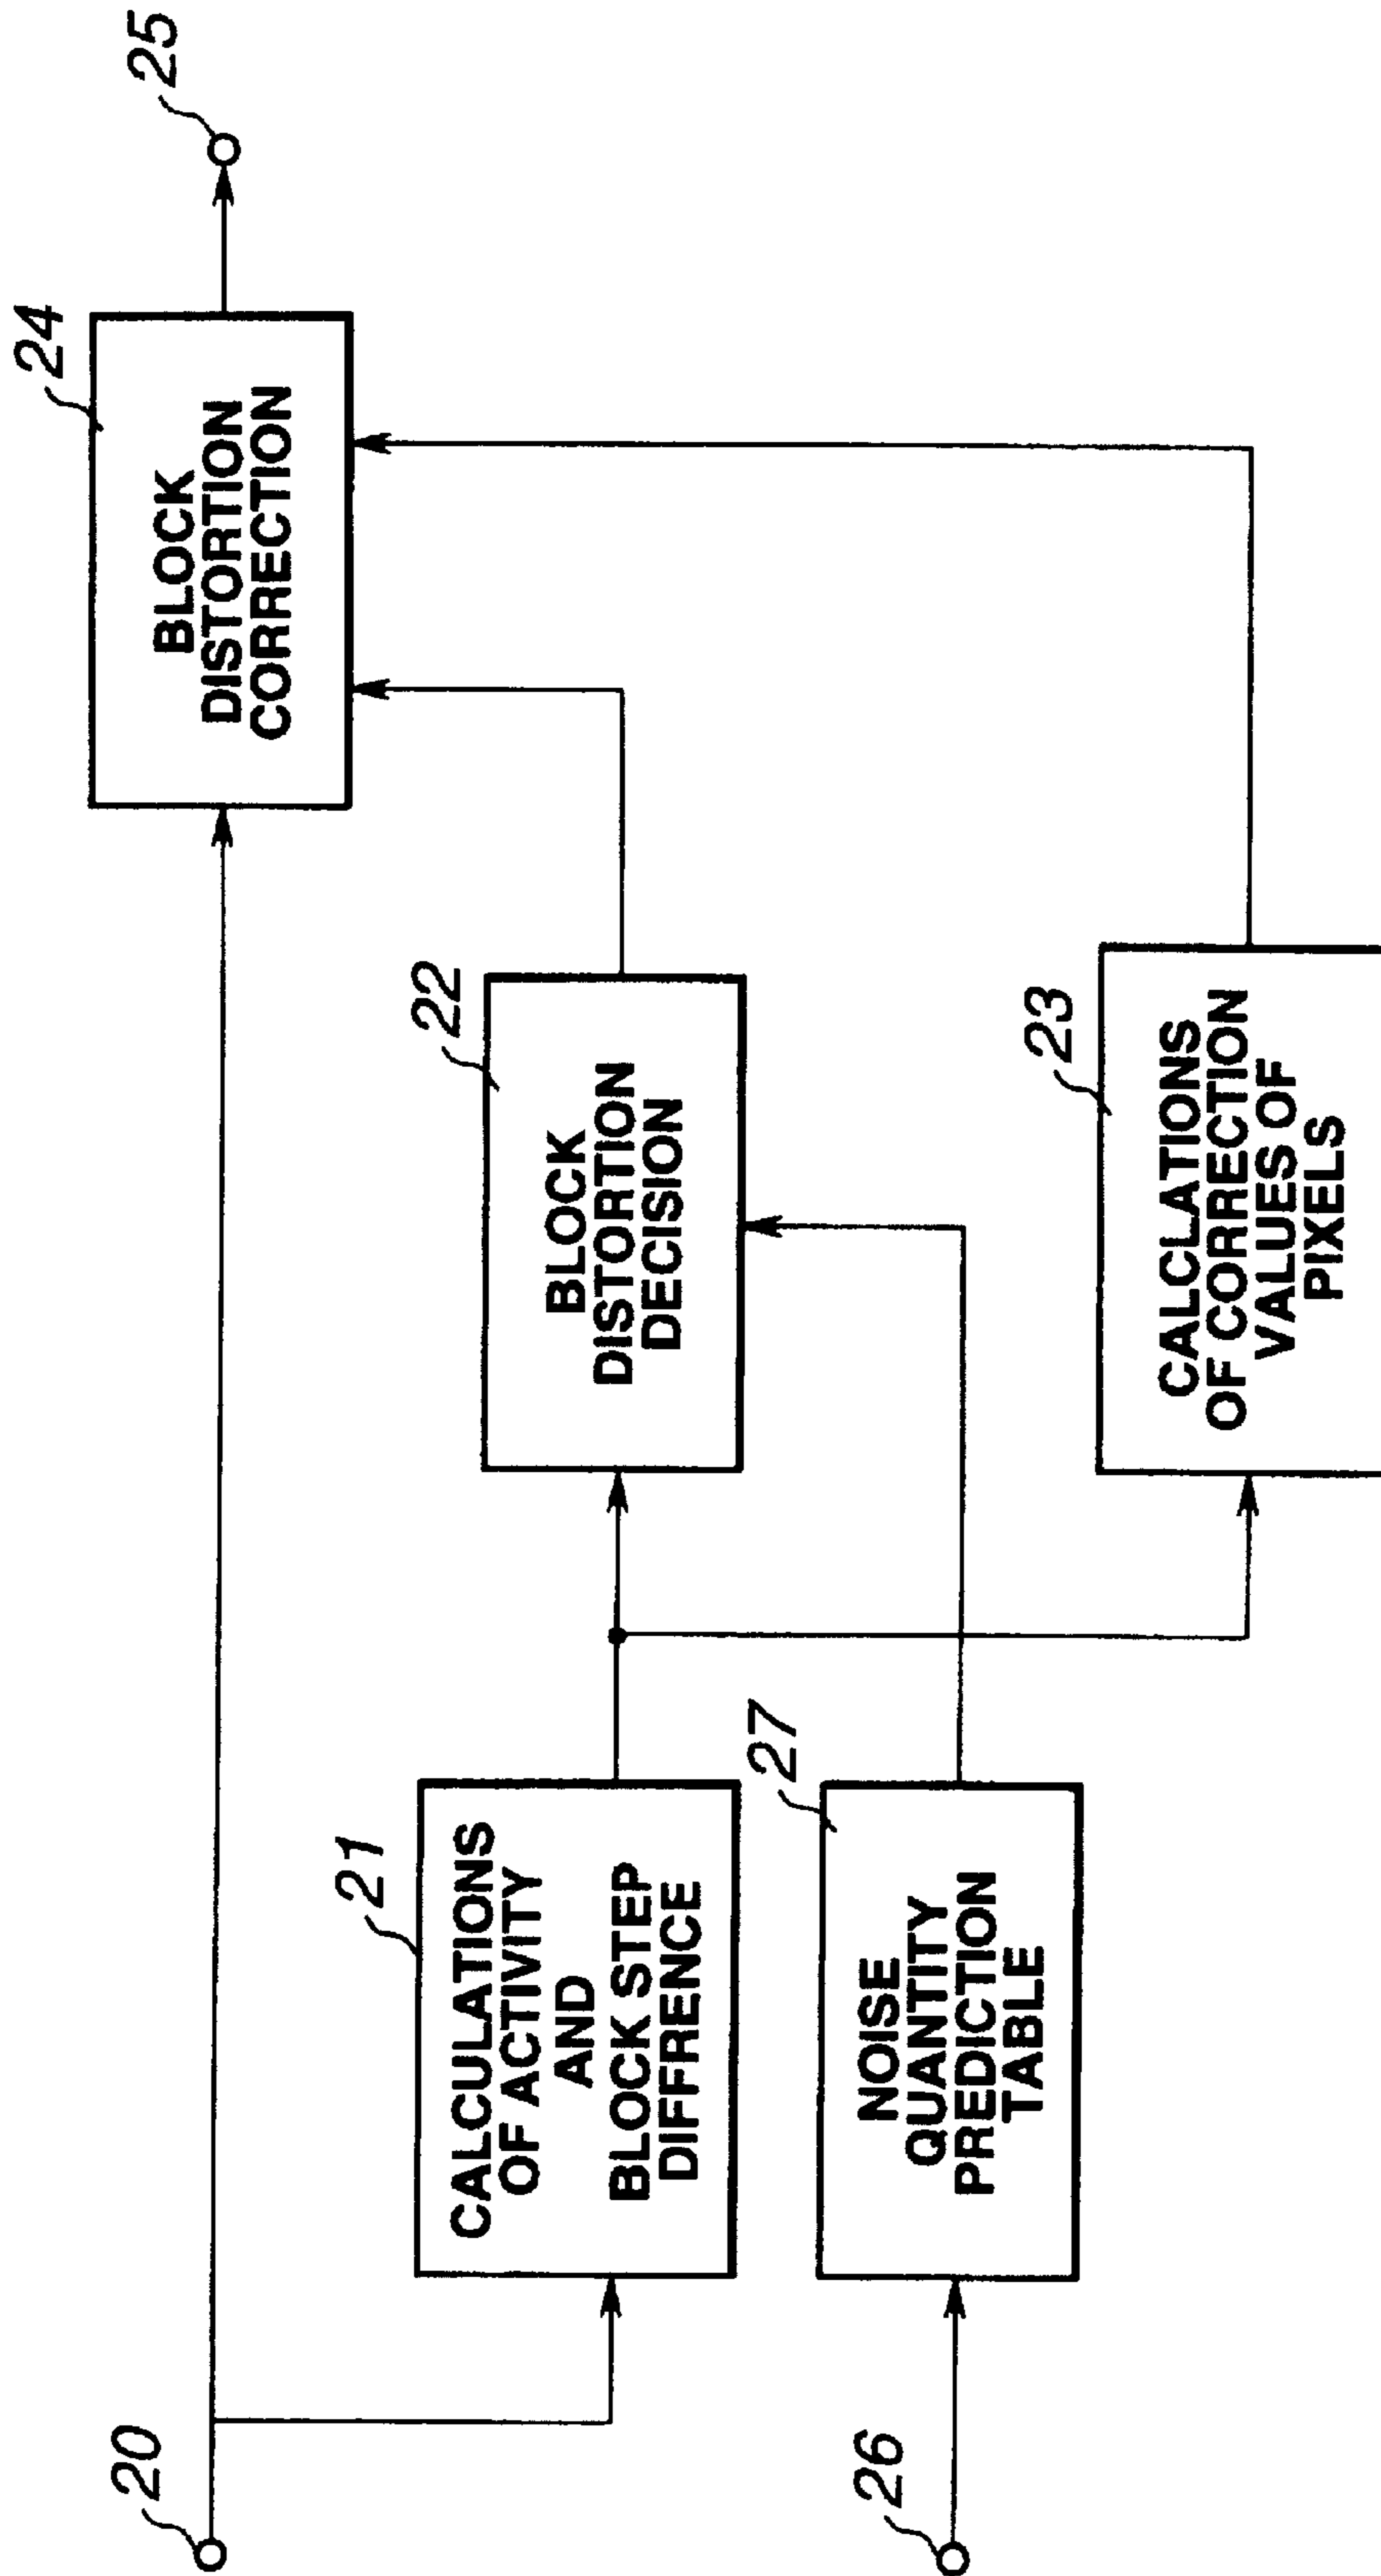 20
21
CALCULATIONS
OF ACTIVITY
AND
BLOCK STEP
DIFFERENCE
26
27
NOISE
QUANTITY
PREDICTION
TABLE
22
BLOCK
DISTORTION
DECISION
23
CALCLATIONS
OF CORRECTION
VALUES OF
PIXELS
24
BLOCK
DISTORTION
CORRECTION
25